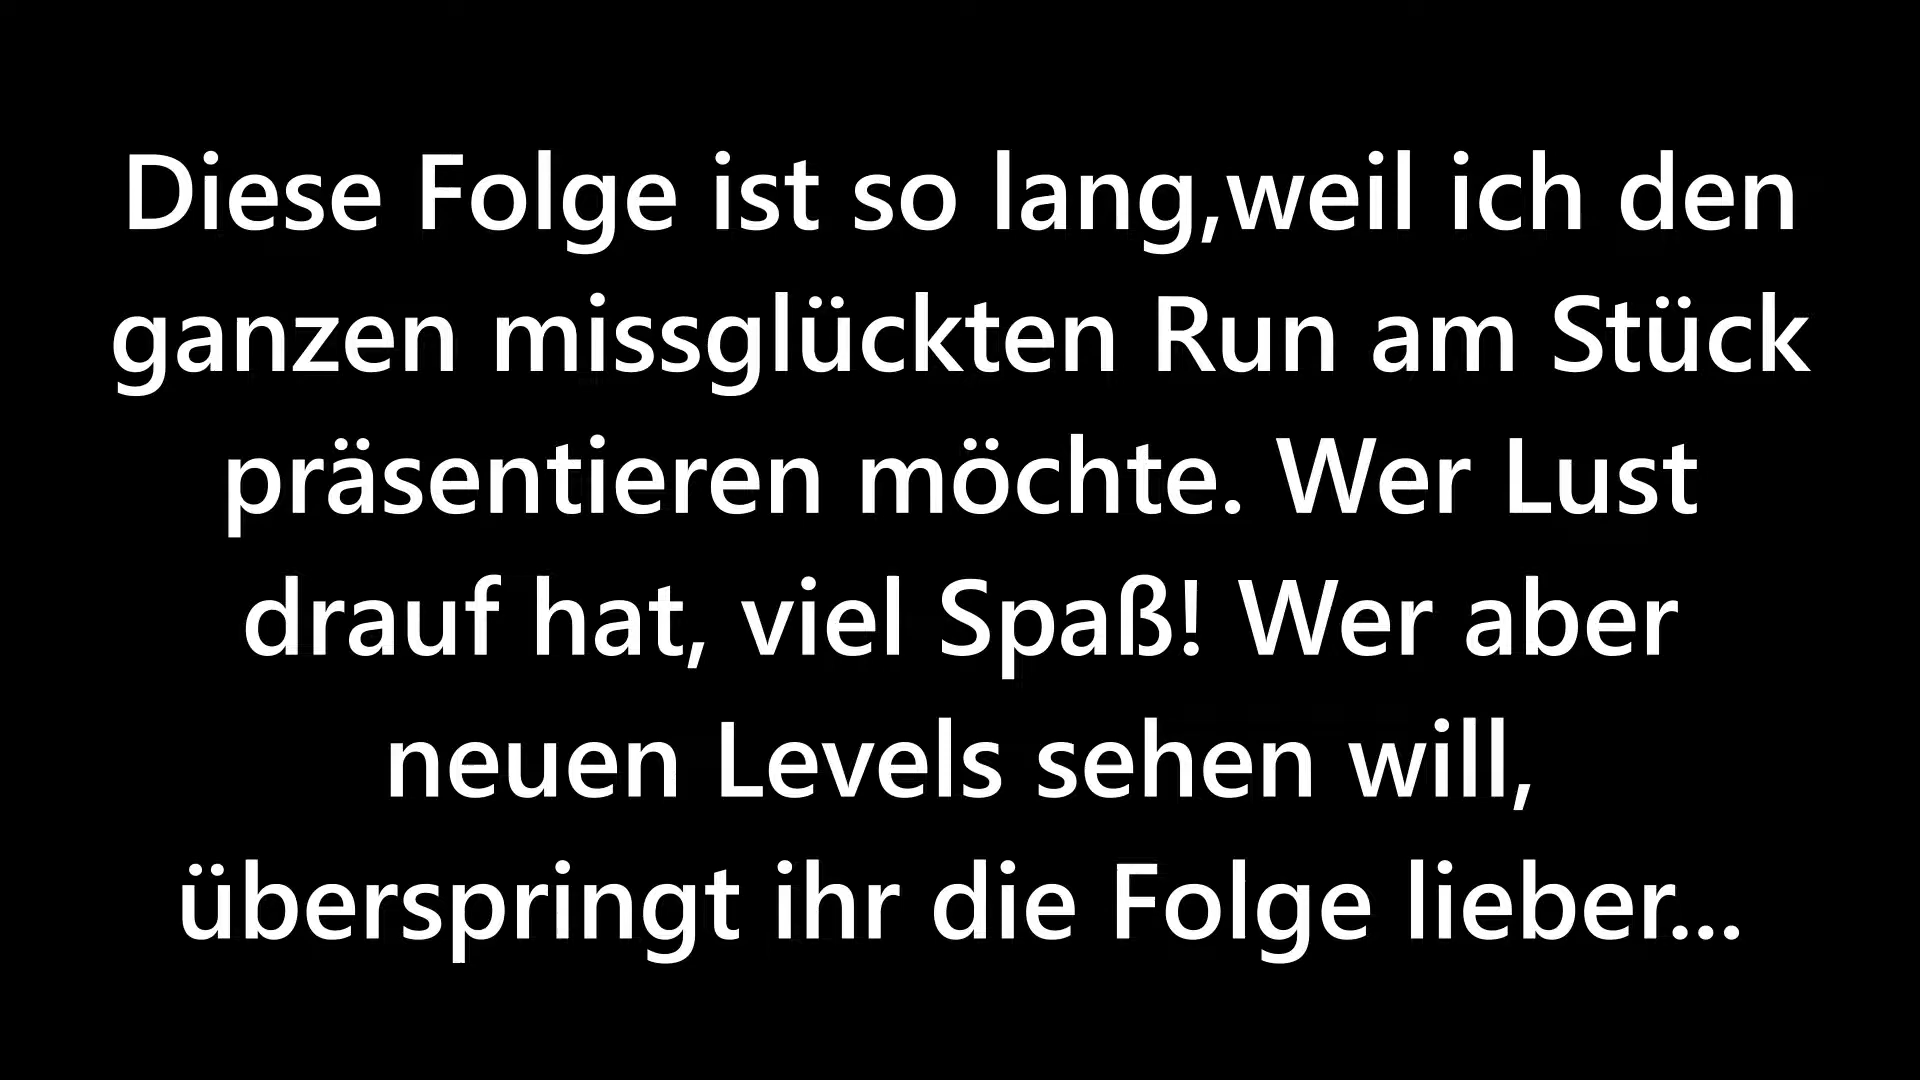 Diese Folge ist so lang,weil ich den
ganzen missglückten Run am Stück
präsentieren möchte. Wer Lust
drauf hat, viel Spaß! Wer aber
neuen Levels sehen will,
überspringt ihr die Folge lieber...